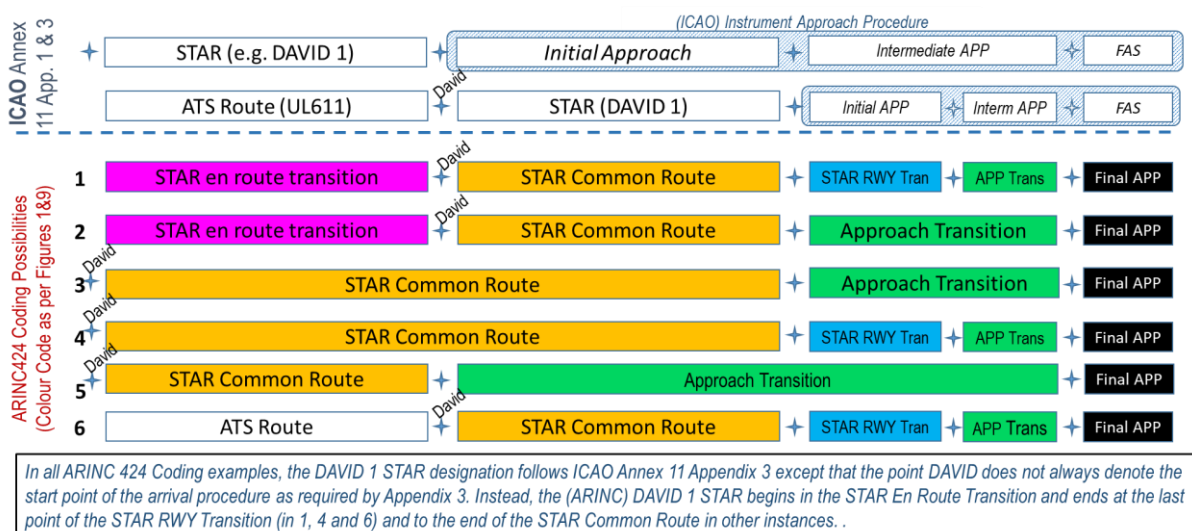 (ICAO) Instrument Approach Procedure
ICAO Annex
11 App. 1 & 3
STAR (e.g. DAVID 1) Initial Approach Intermediate APP FAS
David
ATS Route (UL611) STAR (DAVID 1) Initial APP Interm APP FAS
ARINC424 Coding Possibilities
(Colour Code as per Figures 1&9)
David
1 STAR en route transition STAR Common Route STAR RWY Tran APP Trans Final APP
David
2 STAR en route transition STAR Common Route Approach Transition Final APP
David
3 STAR Common Route Approach Transition Final APP
David
4 STAR Common Route STAR RWY Tran APP Trans Final APP
David
5 STAR Common Route Approach Transition Final APP
David
6 ATS Route STAR Common Route STAR RWY Tran APP Trans Final APP
In all ARINC 424 Coding examples, the DAVID 1 STAR designation follows ICAO Annex 11 Appendix 3 except that the point DAVID does not always denote the
start point of the arrival procedure as required by Appendix 3. Instead, the (ARINC) DAVID 1 STAR begins in the STAR En Route Transition and ends at the last
point of the STAR RWY Transition (in 1, 4 and 6) and to the end of the STAR Common Route in other instances. .